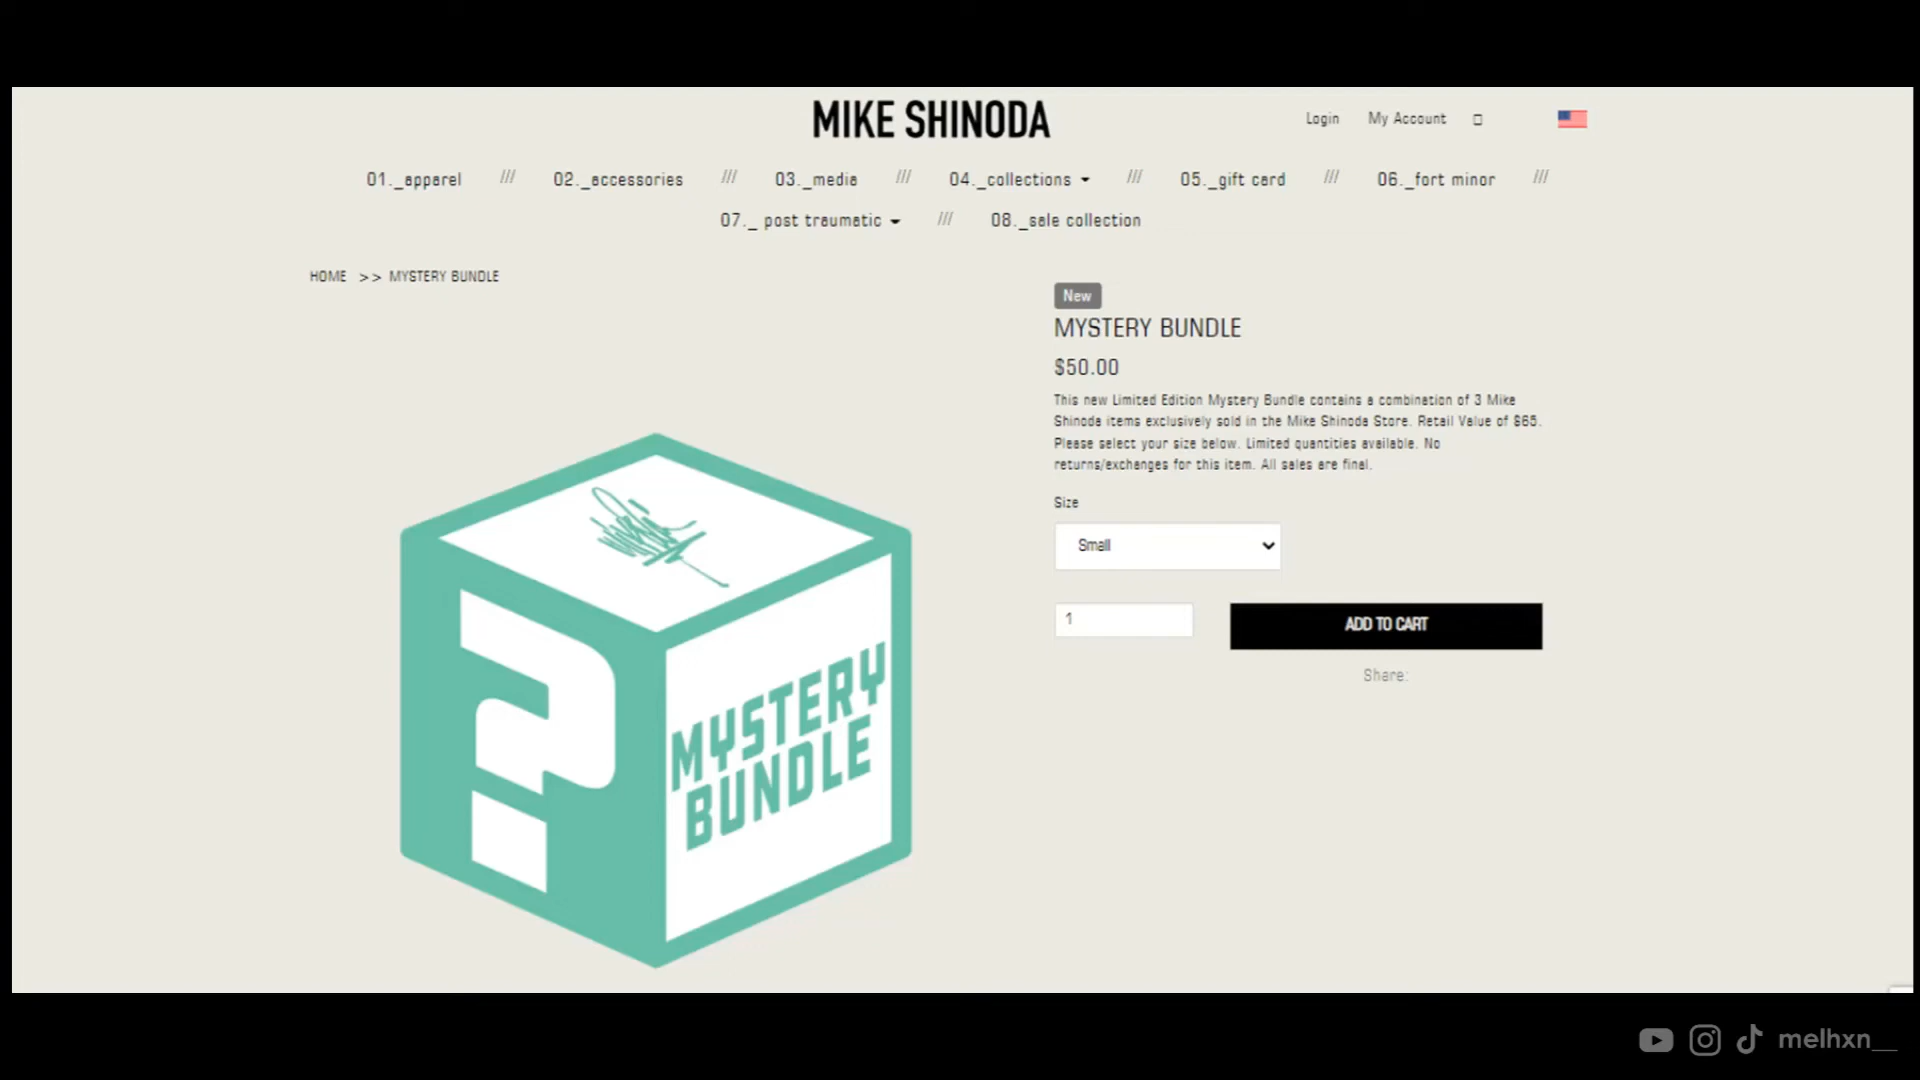 MIKE SHINODA
Login My Account
01._apparel /// 02._accessories /// 03._media /// 04._collections /// 05._gift card /// 06._fort minor ///
07._ post traumatic /// 08._sale collection
HOME >> MYSTERY BUNDLE
New
MYSTERY BUNDLE
$50.00
This new Limited Edition Mystery Bundle contains a combination of 3 Mike
Shinoda items exclusively sold in the Mike Shinoda Store. Retail Value of $65.
Please select your size below. Limited quantities available. No
returns/exchanges for this item. All sales are final.
Size
Small
1
ADD TO CART
Share:
?
MYSTERY
BUNDLE
melhxn__